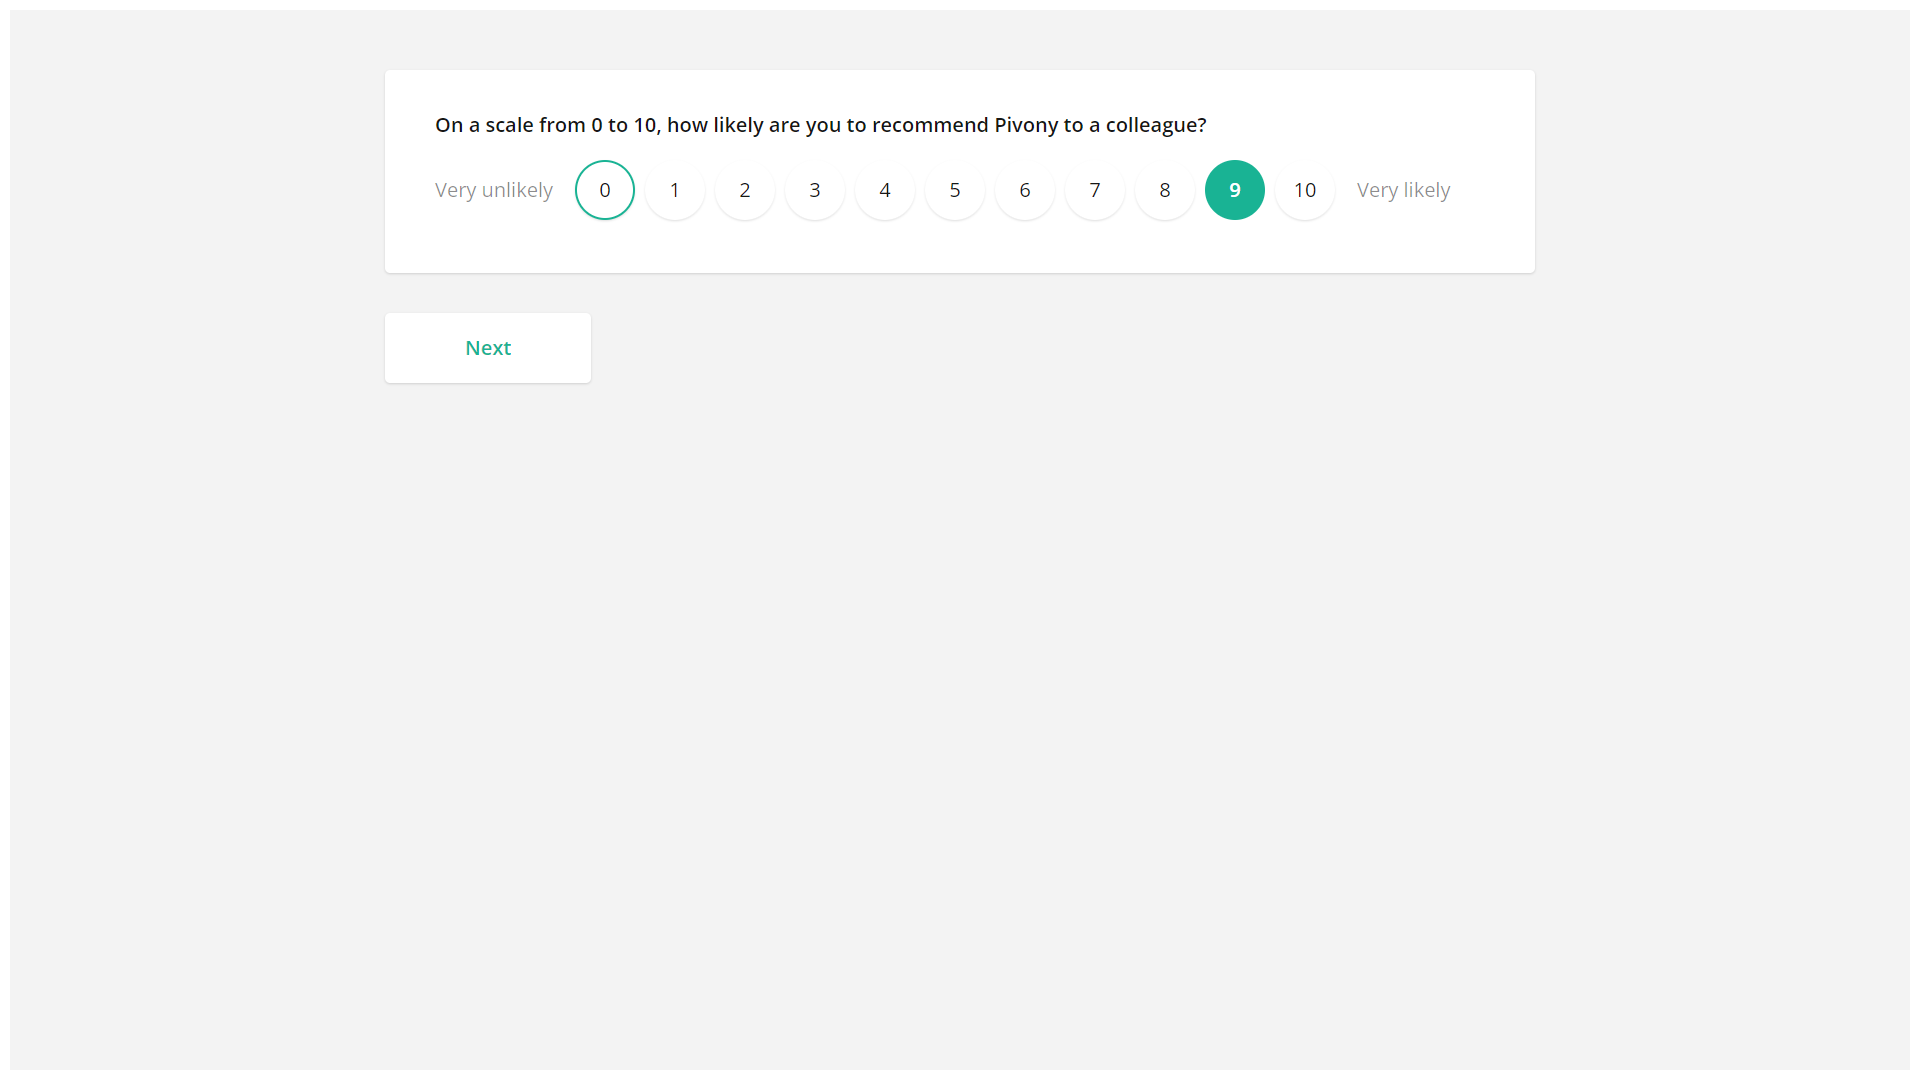 On a scale from 0 to 10, how likely are you to recommend Pivony to a colleague?
Very unlikely 0 1 2 3 4 5 6 7 8 9 10 Very likely
Next